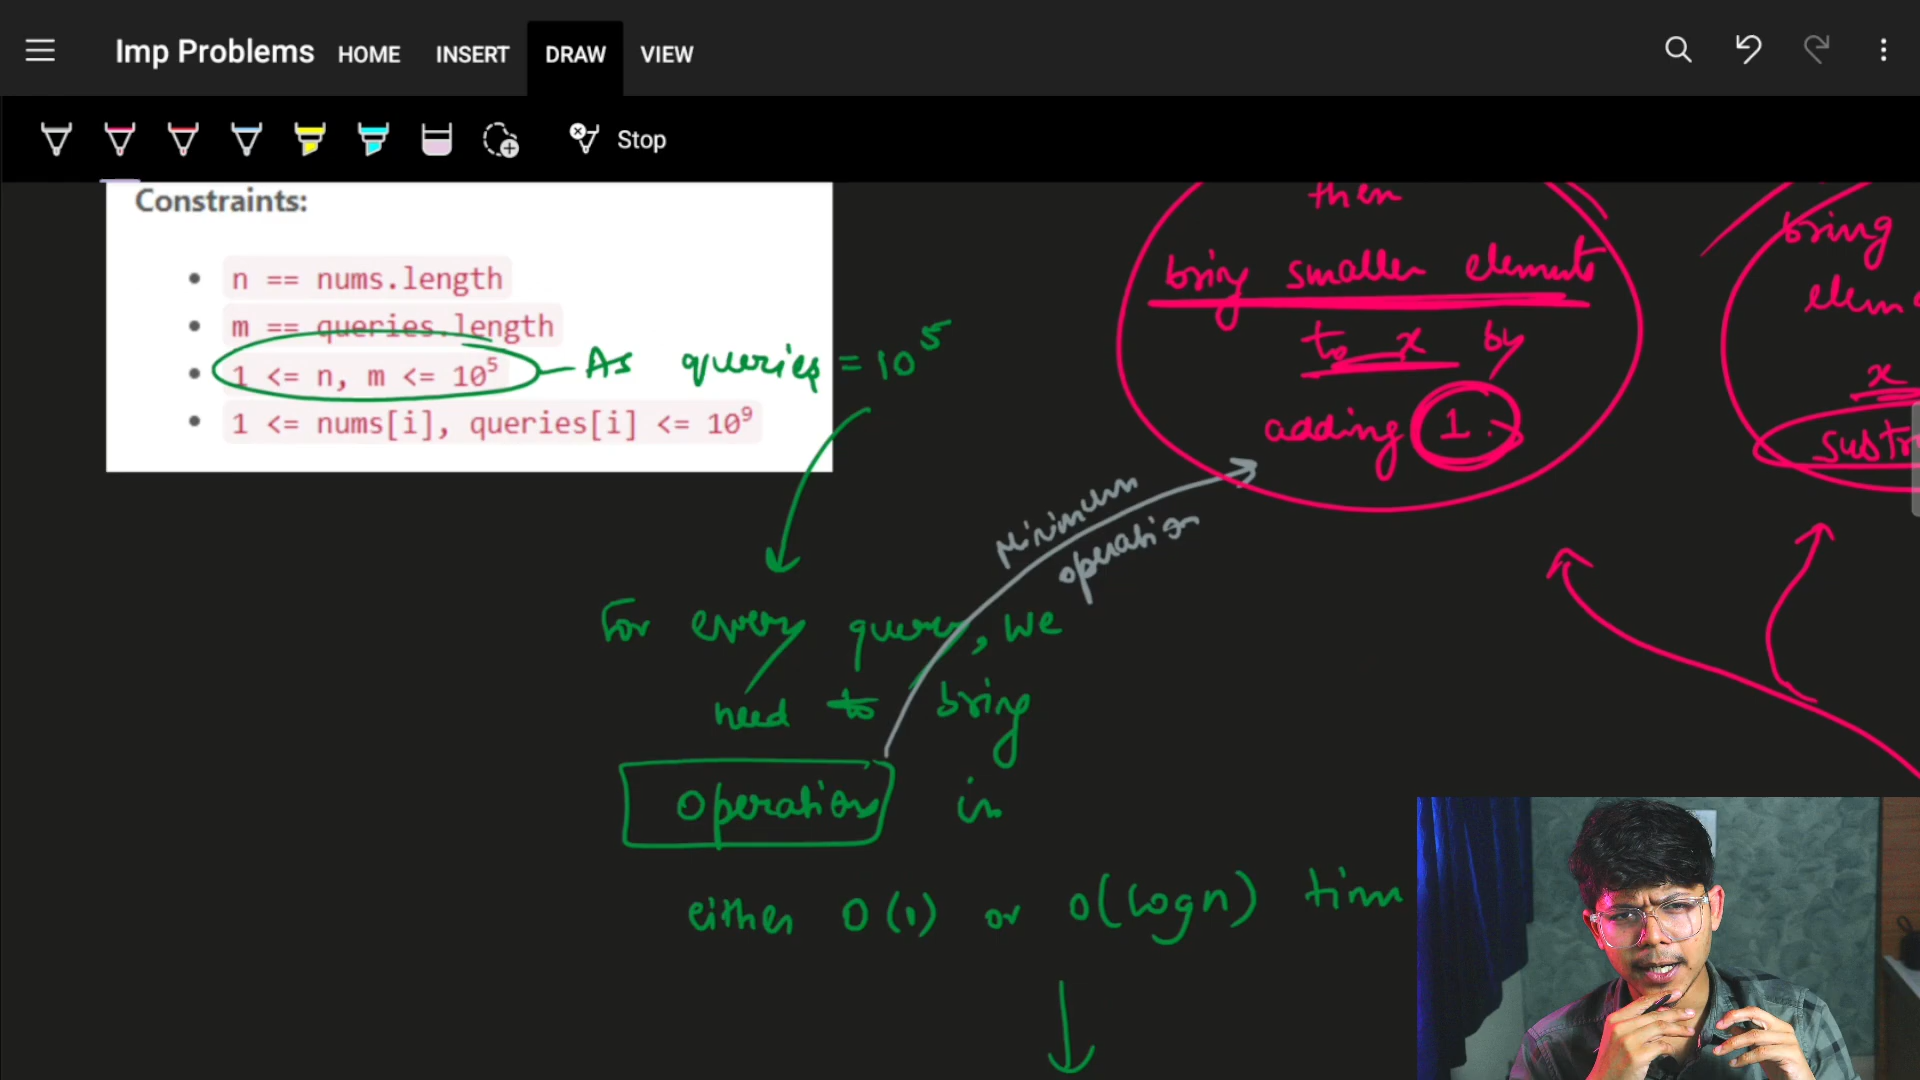 Imp Problems HOME INSERT DRAW VIEW
Stop
Constraints:
n == nums.length
m == queries.length
1 <= n, m <= 10^5
1 <= nums[i], queries[i] <= 10^9
As queries = 10^5
then
bring smaller elements
to x by
adding 1.
bring
elem
x
sustr
Minimum
operation
For every query, we
need to bring
operations in
either O(1) or O(logn) time